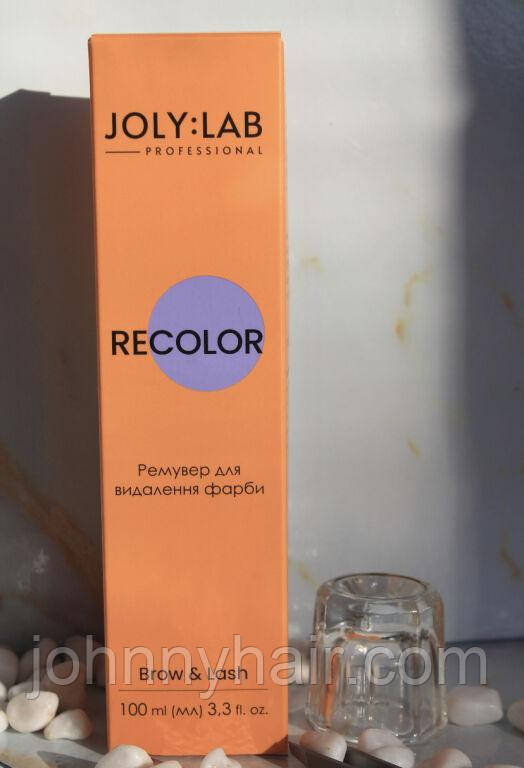 JOLY:LAB
PROFESSIONAL
RECOLOR
Ремувер для
видалення фарби
johnnyhair.com
Brow & Lash
100 ml (мл) 3,3 fl. oz.